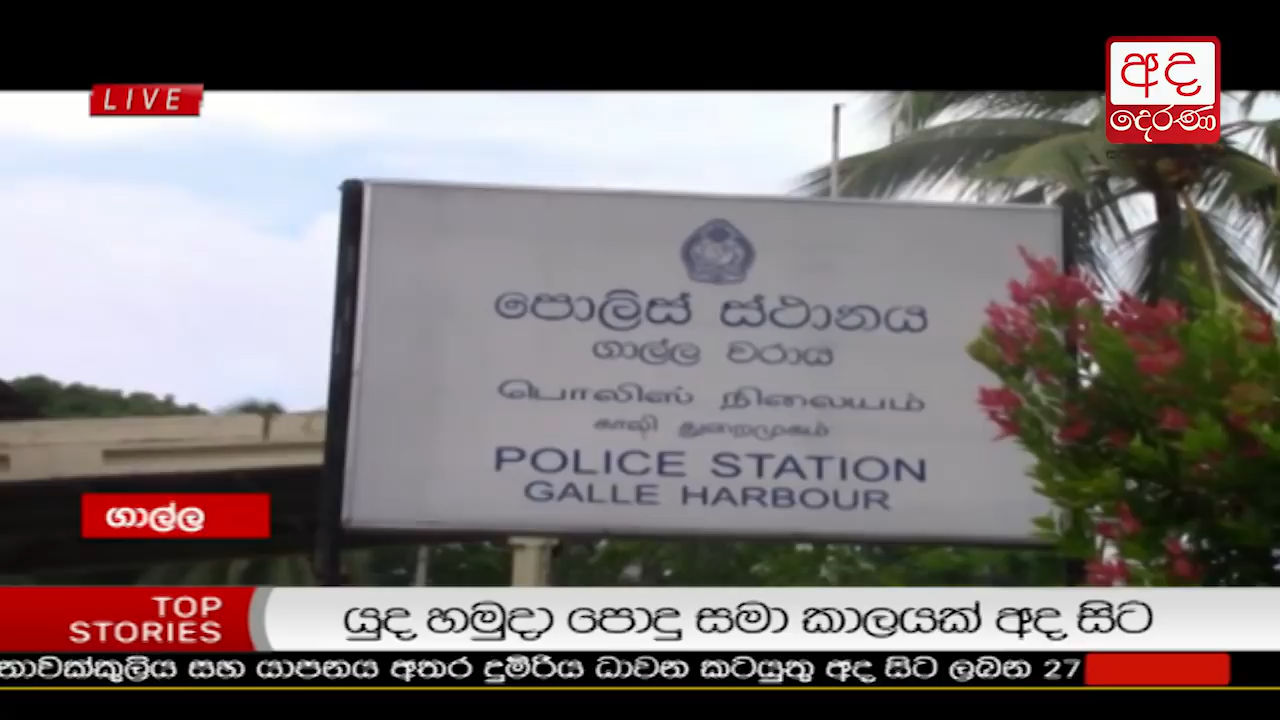 LIVE
අද
දෙරණ
පොලිස් ස්ථානය
ගාල්ල වරාය
பொலிஸ் நிலையம்
காலி துறைமுகம்
POLICE STATION
GALLE HARBOUR
ගාල්ල
TOP
STORIES
යුද හමුදා පොදු සමා කාලයක් අද සිට
නාවක්කුලිය සහ යාපනය අතර දුම්රිය ධාවන කටයුතු අද සිට ලබන 27